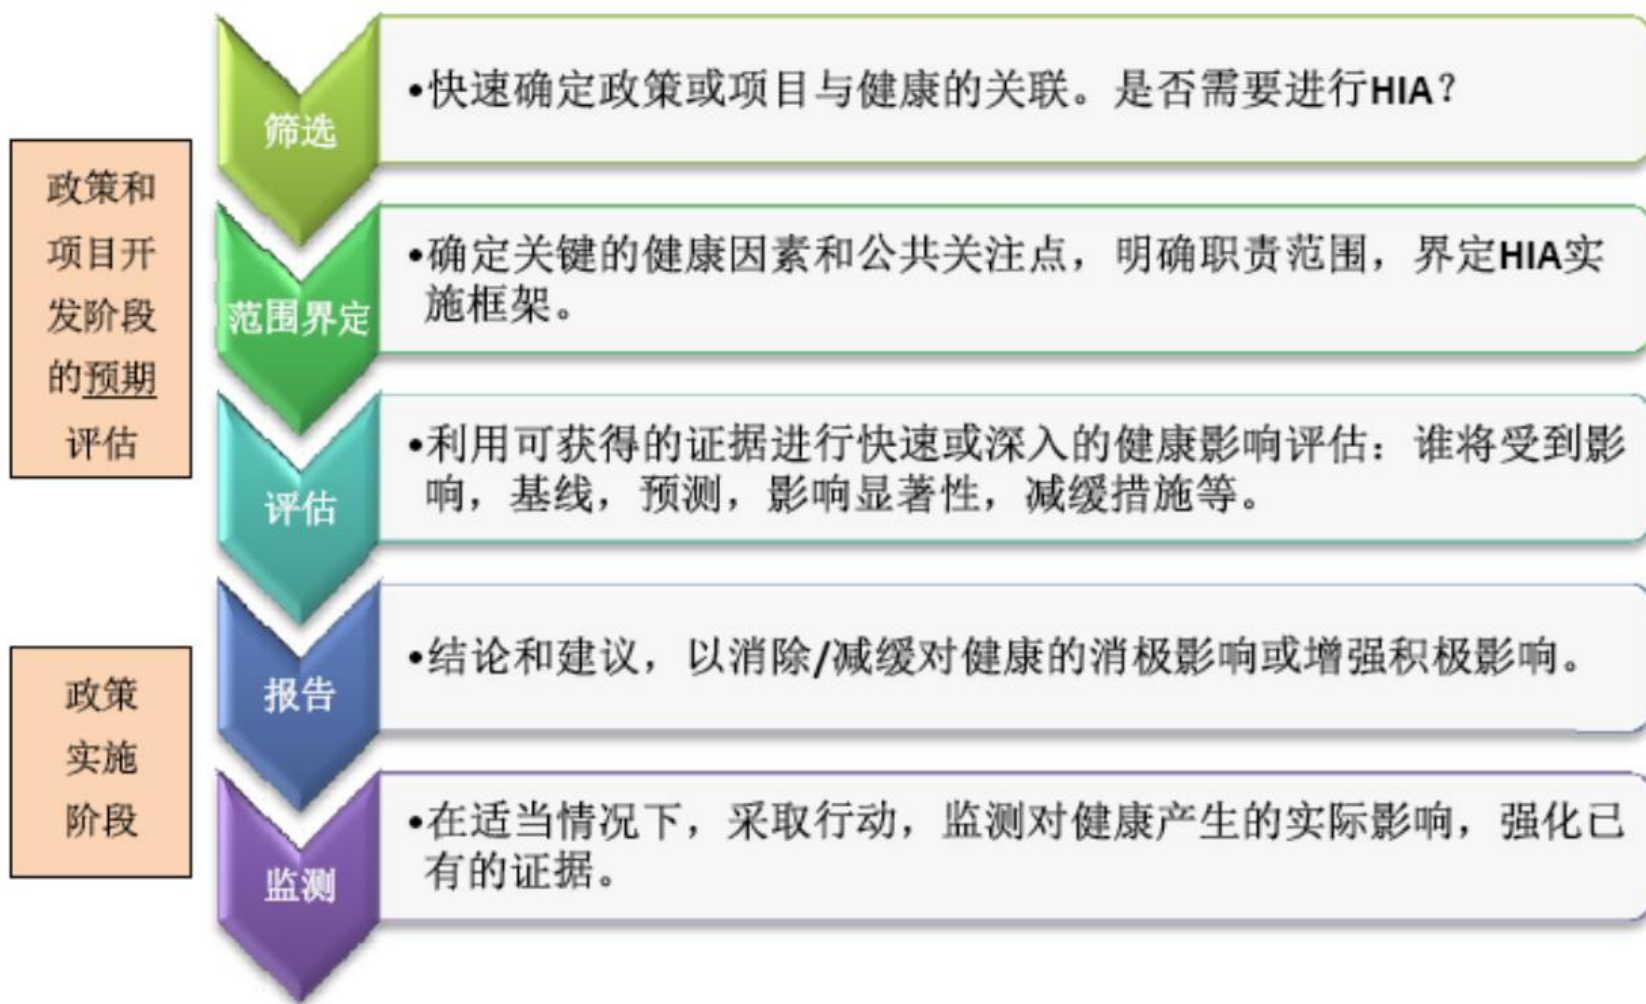 政策和
项目开
发阶段
的预期
评估
筛选
•快速确定政策或项目与健康的关联。是否需要进行HIA？
范围界定
•确定关键的健康因素和公共关注点，明确职责范围，界定HIA实
施框架。
评估
•利用可获得的证据进行快速或深入的健康影响评估：谁将受到影
响，基线，预测，影响显著性，减缓措施等。
政策
实施
阶段
报告
•结论和建议，以消除/减缓对健康的消极影响或增强积极影响。
监测
•在适当情况下，采取行动，监测对健康产生的实际影响，强化已
有的证据。